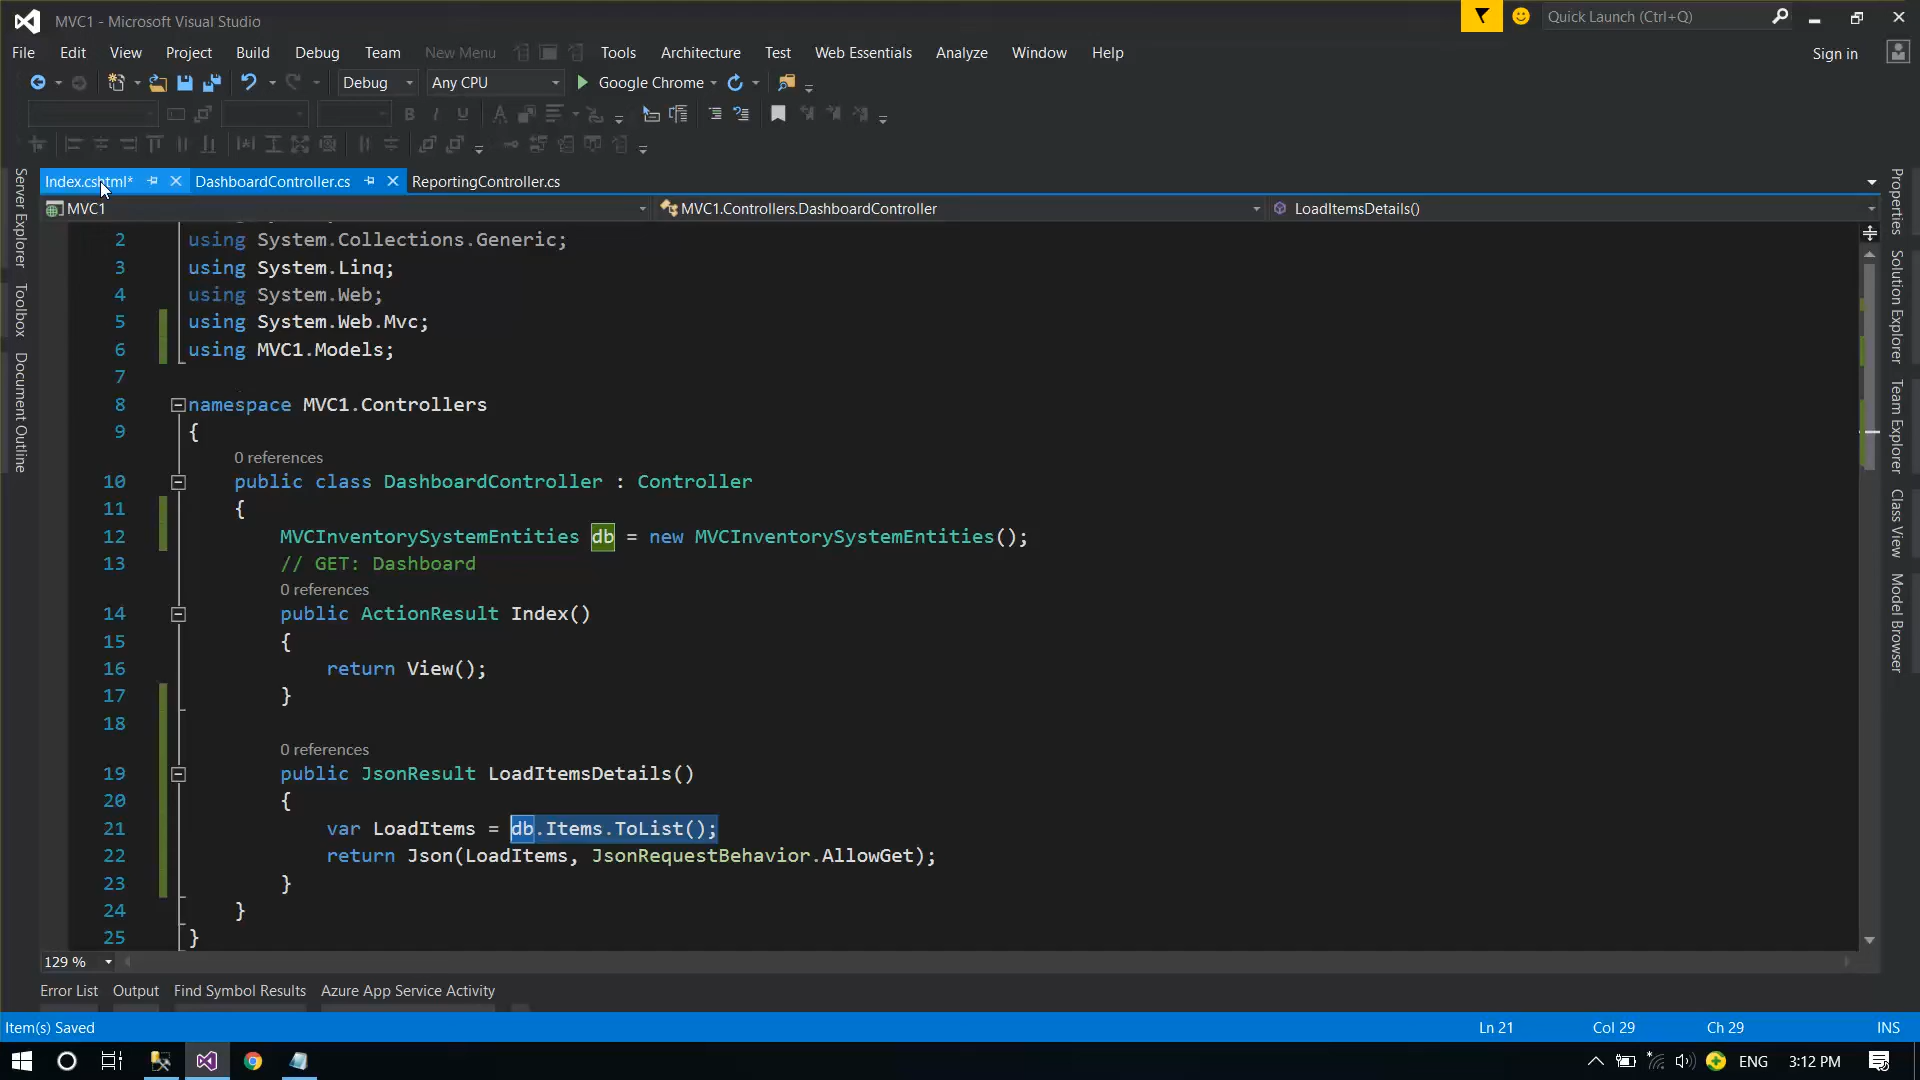 MVC1 - Microsoft Visual Studio
Quick Launch (Ctrl+Q)
File Edit View Project Build Debug Team New Menu Tools Architecture Test Web Essentials Analyze Window Help
Sign in
Debug Any CPU Google Chrome
Index.cshtml* DashboardController.cs ReportingController.cs
MVC1 MVC1.Controllers.DashboardController LoadItemsDetails()
Server Explorer
Toolbox
Document Outline
2 using System.Collections.Generic;
3 using System.Linq;
4 using System.Web;
5 using System.Web.Mvc;
6 using MVC1.Models;
7
8 namespace MVC1.Controllers
9 {
0 references
10 public class DashboardController : Controller
11 {
12 MVCInventorySystemEntities db = new MVCInventorySystemEntities();
13 // GET: Dashboard
0 references
14 public ActionResult Index()
15 {
16 return View();
17 }
18
0 references
19 public JsonResult LoadItemsDetails()
20 {
21 var LoadItems = db.Items.ToList();
22 return Json(LoadItems, JsonRequestBehavior.AllowGet);
23 }
24 }
25 }
Properties
Solution Explorer
Team Explorer
Class View
Model Browser
129 %
Error List Output Find Symbol Results Azure App Service Activity
Item(s) Saved Ln 21 Col 29 Ch 29 INS
ENG 3:12 PM